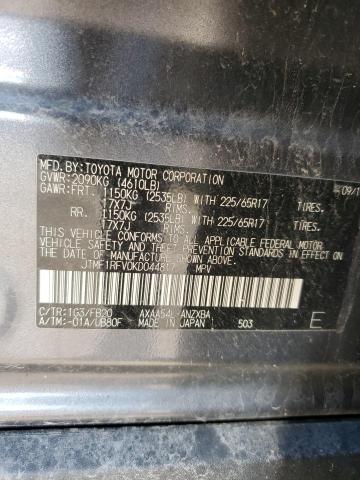 MFD.BY:TOYOTA MOTOR CORPORATION 09/1
GVWR:2090KG (4610LB)
GAWR:FRT. 1150KG (2535LB) WITH 225/65R17 TIRES.
17X7J RIMS.
RR. 1150KG (2535LB) WITH 225/65R17 TIRES.
17X7J RIMS.
THIS VEHICLE CONFORMS TO ALL APPLICABLE FEDERAL MOTOR
VEHICLE SAFETY STANDARDS IN EFFECT ON
THE DATE OF MANUFACTURE SHOWN ABOVE.
JTMF1RFV0KD044817 MPV
C/TR:1G3/FB20 AXAA54L-ANZXBA
A/TM:-01A/UB80F MADE IN JAPAN 503 E